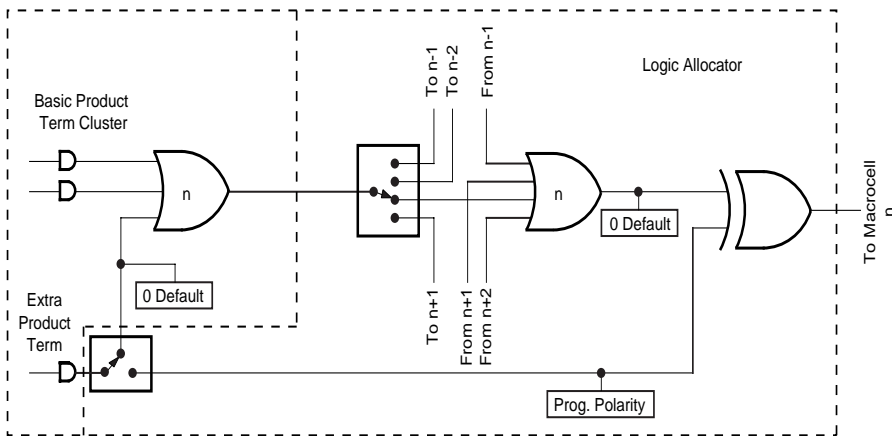 Basic Product
Term Cluster
n
0 Default
Extra
Product
Term
To n-1
To n-2
From n-1
Logic Allocator
n
0 Default
To n+1
From n+1
From n+2
Prog. Polarity
To Macrocell
n